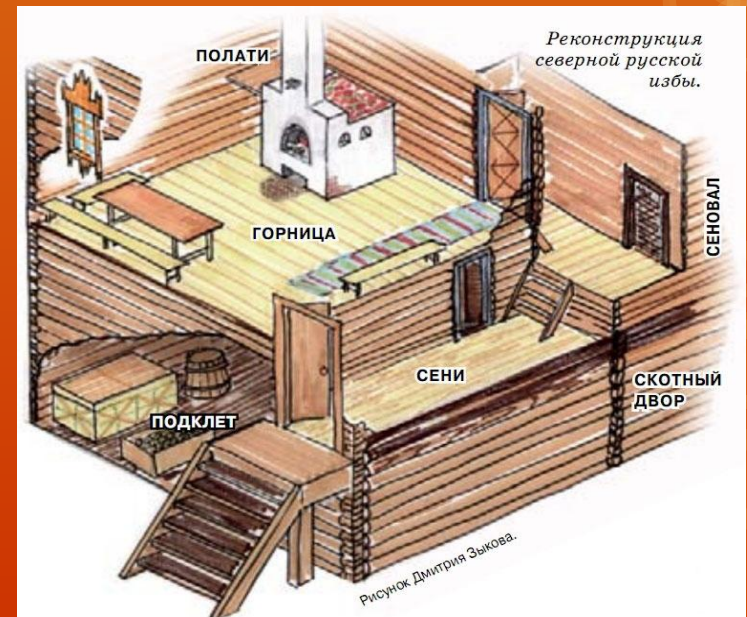 Реконструкция
северной русской
избы.
ПОЛАТИ
ГОРНИЦА
СЕНОВАЛ
СЕНИ
СКОТНЫЙ
ДВОР
ПОДКЛЕТ
Рисунок Дмитрия Зыкова.